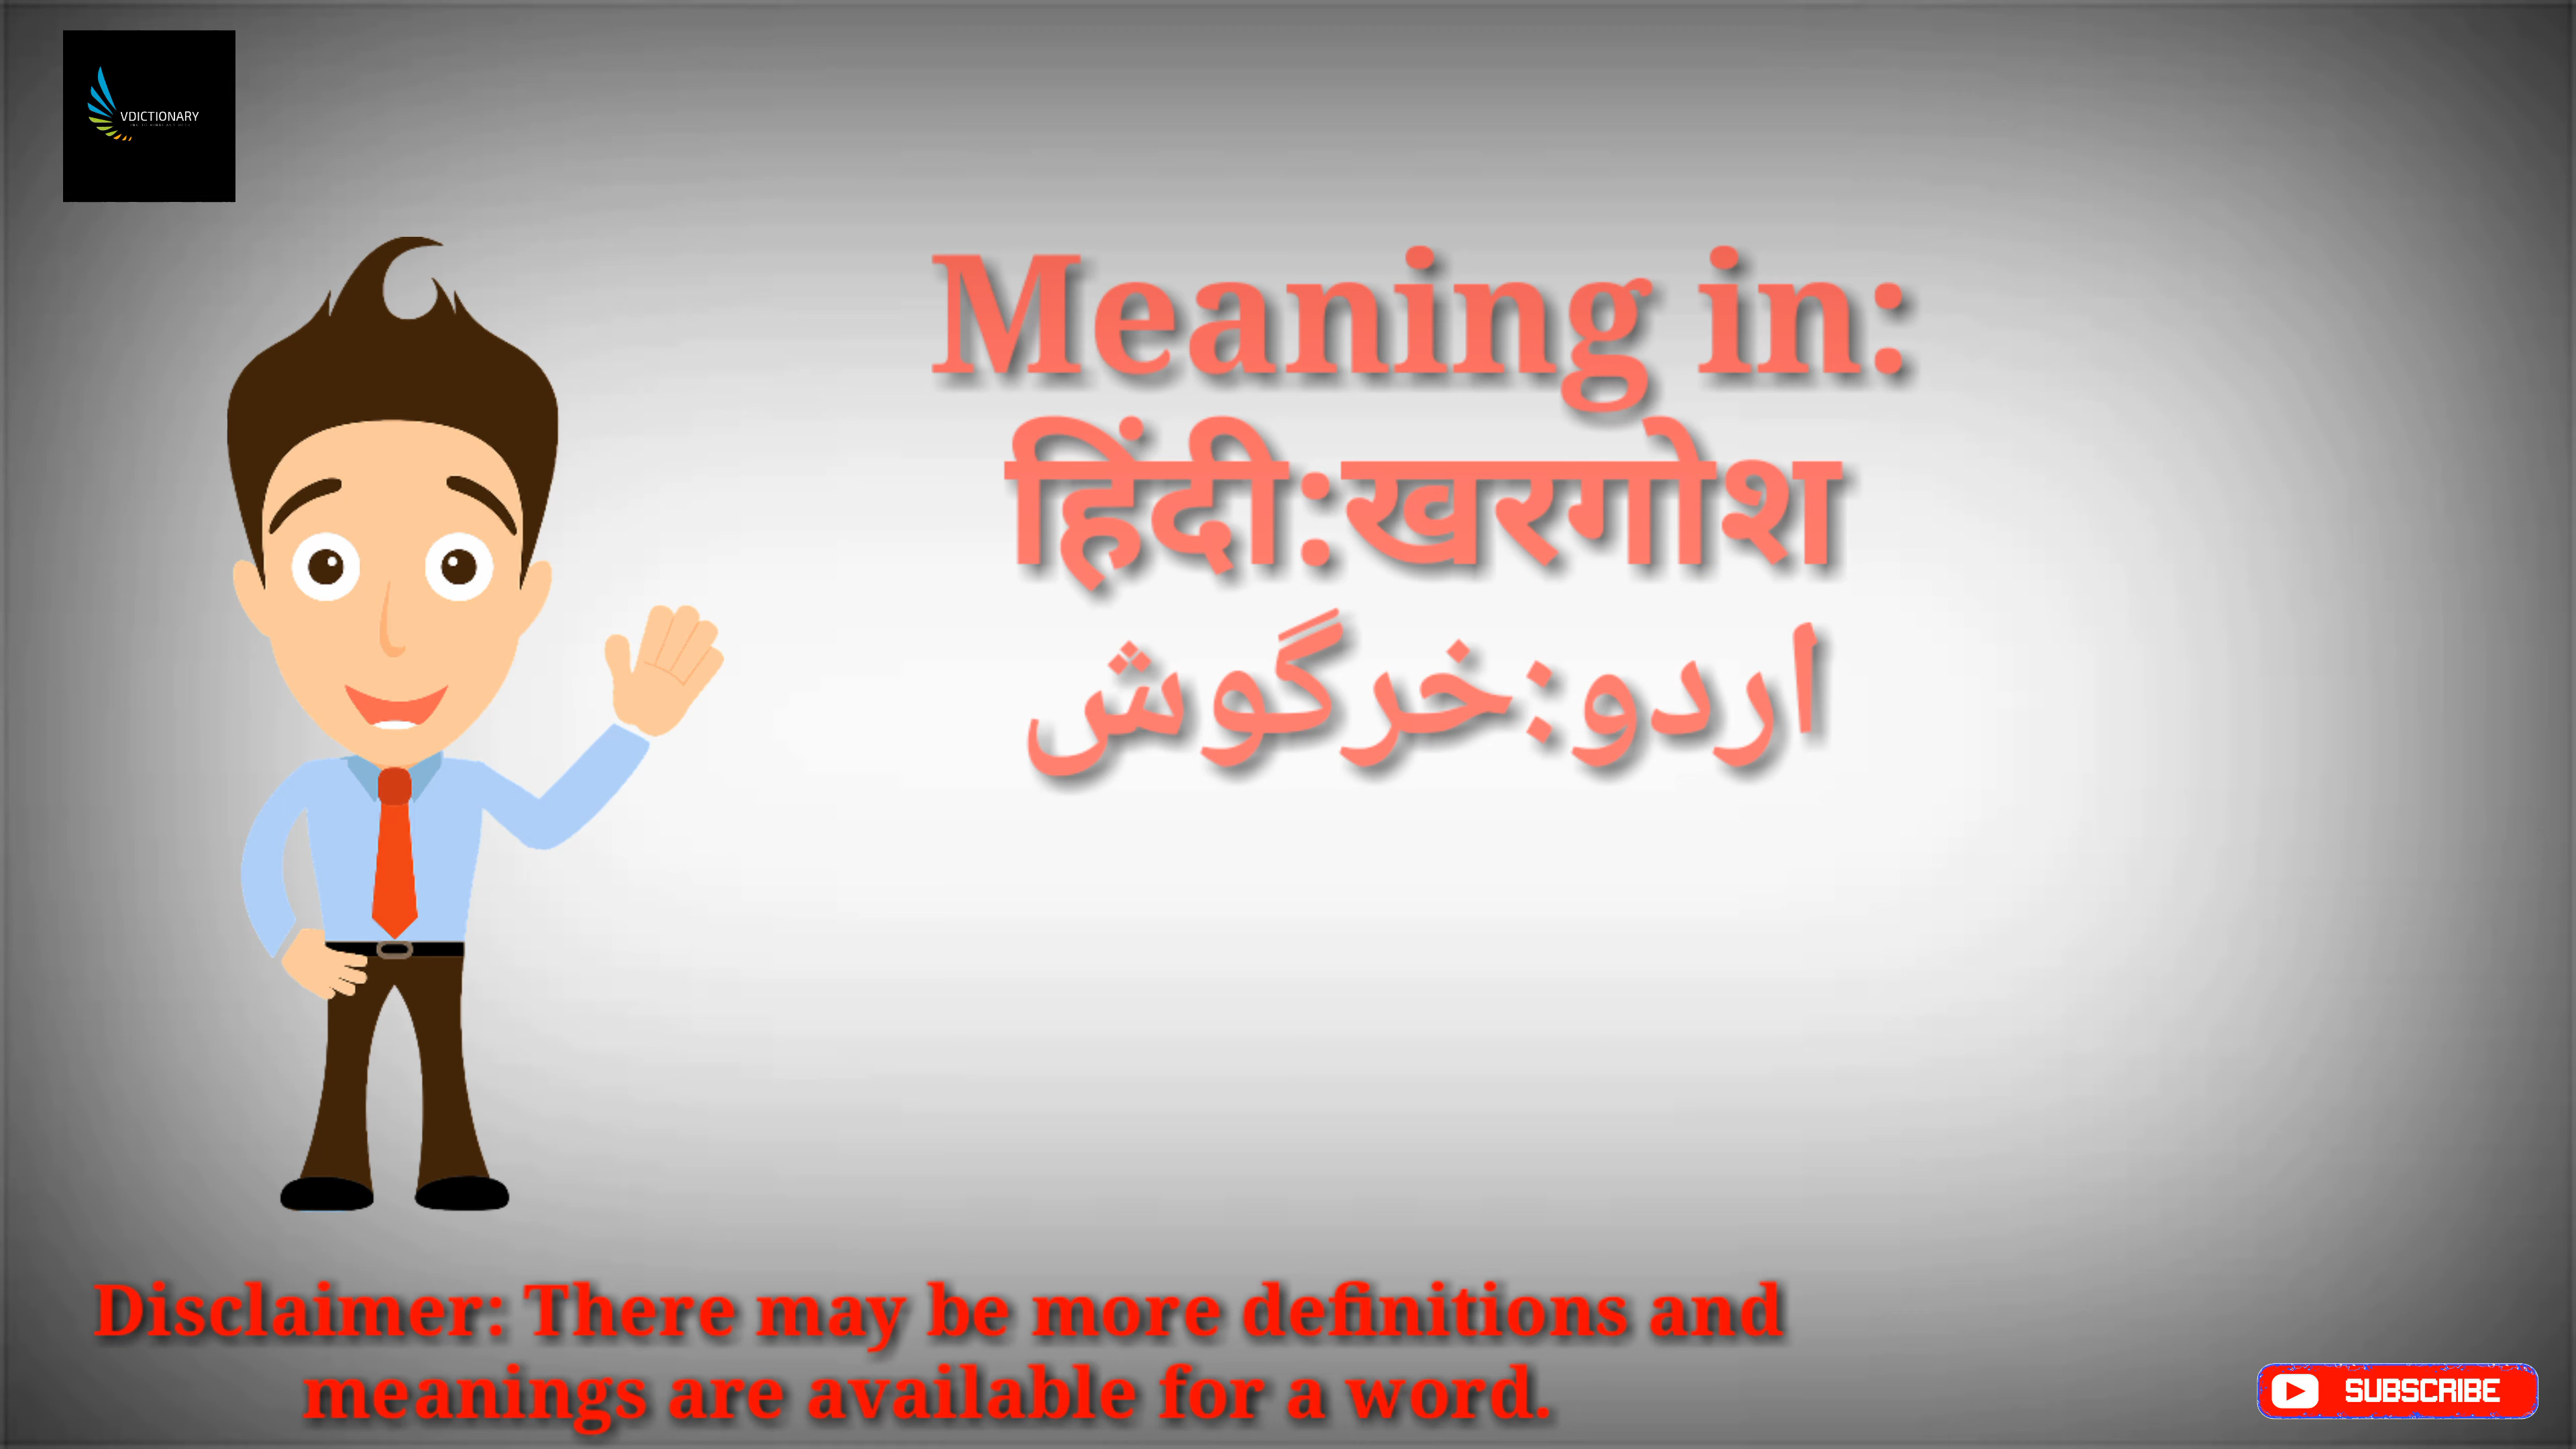 VDICTIONARY
Meaning in:
हिंदी:खरगोश
اردو:خرگوش
Disclaimer: There may be more definitions and
meanings are available for a word.
SUBSCRIBE